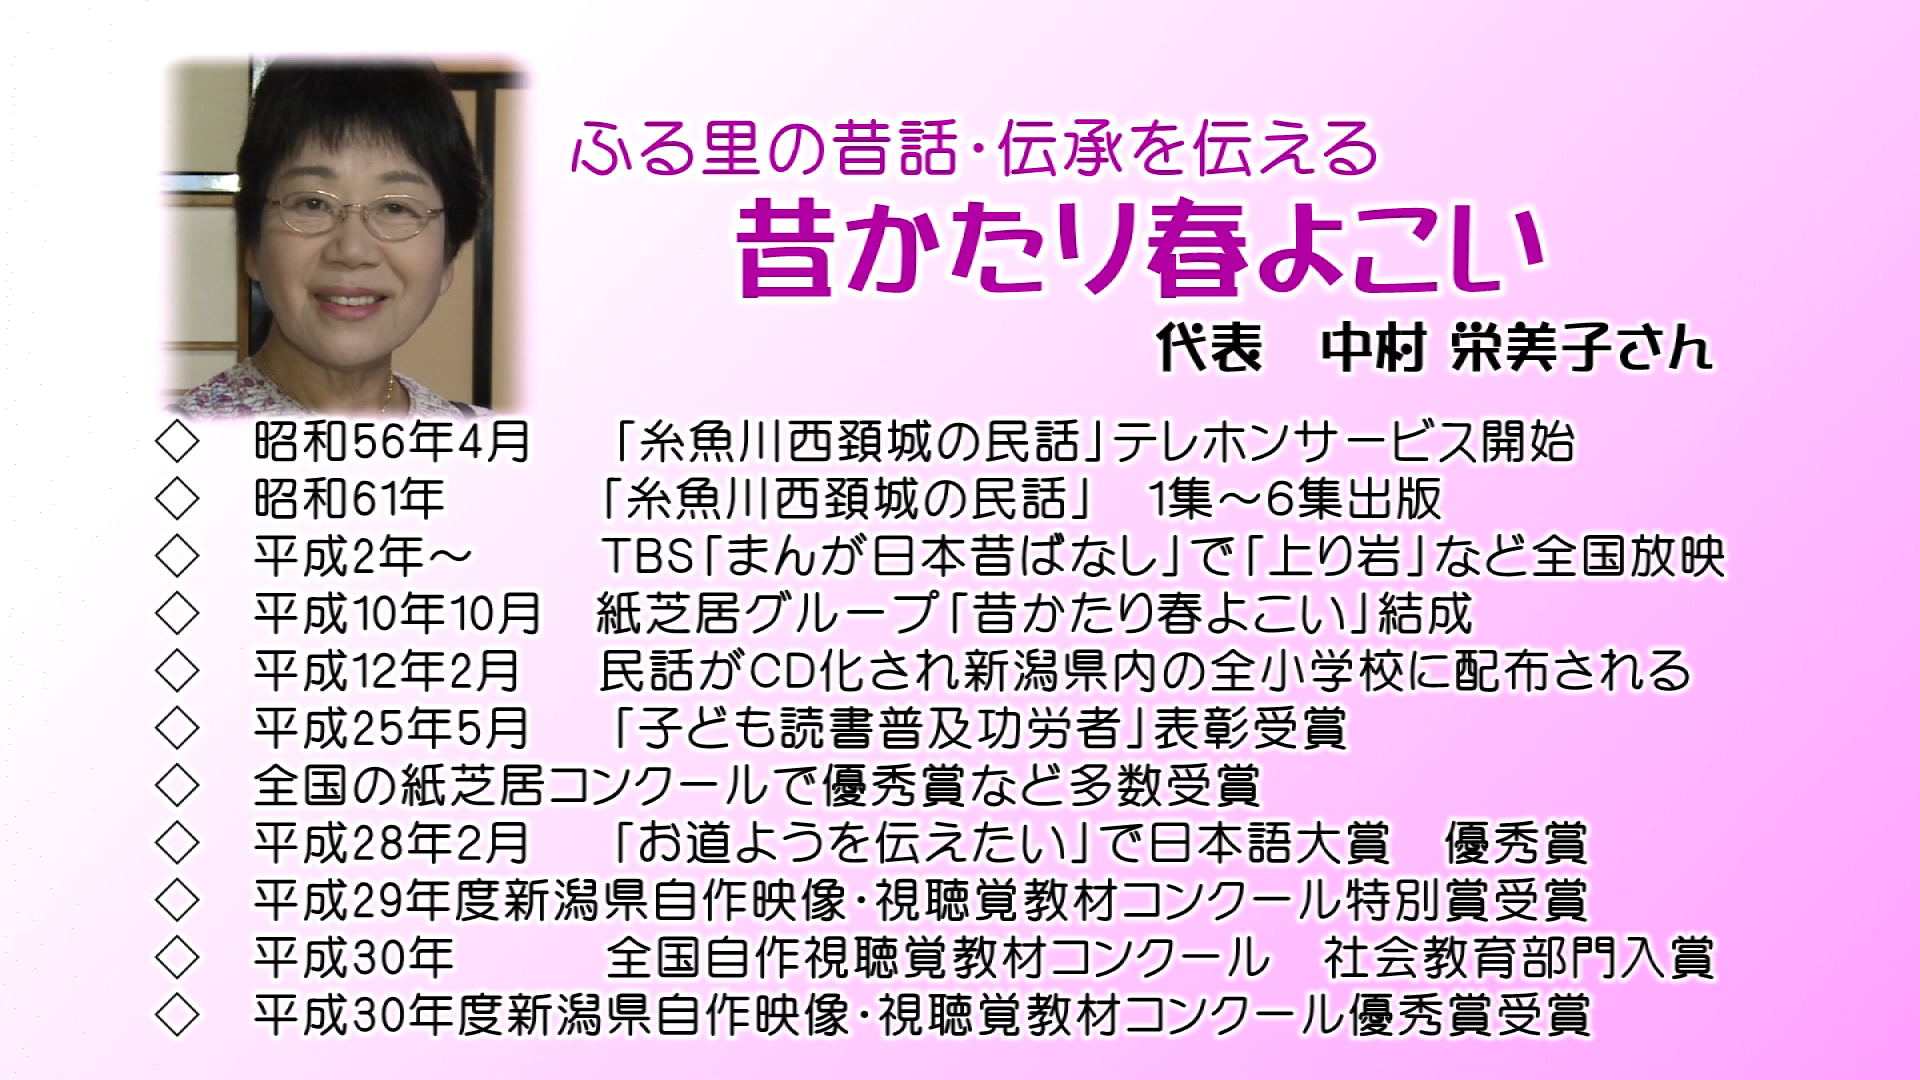 ふる里の昔話・伝承を伝える
昔かたり春よこい
代表　中村 栄美子さん
◇　昭和56年4月　「糸魚川西頚城の民話」テレホンサービス開始
◇　昭和61年　「糸魚川西頚城の民話」　1集～6集出版
◇　平成2年～　TBS「まんが日本昔ばなし」で「上り岩」など全国放映
◇　平成10年10月　紙芝居グループ「昔かたり春よこい」結成
◇　平成12年2月　民話がCD化され新潟県内の全小学校に配布される
◇　平成25年5月　「子ども読書普及功労者」表彰受賞
◇　全国の紙芝居コンクールで優秀賞など多数受賞
◇　平成28年2月　「お道ようを伝えたい」で日本語大賞　優秀賞
◇　平成29年度新潟県自作映像・視聴覚教材コンクール特別賞受賞
◇　平成30年　全国自作視聴覚教材コンクール　社会教育部門入賞
◇　平成30年度新潟県自作映像・視聴覚教材コンクール優秀賞受賞